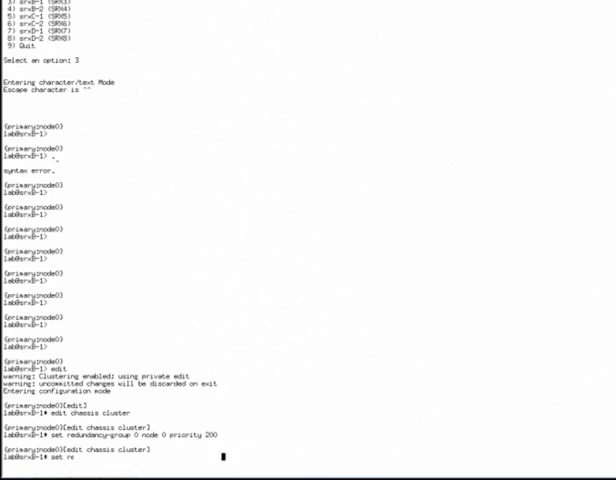 3) srxB-1 (SRX3)
4) srxB-2 (SRX4)
5) srxC-1 (SRX5)
6) srxC-2 (SRX6)
7) srxD-1 (SRX7)
8) srxD-2 (SRX8)
9) Quit
Select an option: 3
Entering character/text Mode
Escape character is
{primary:node0}
lab@srxB-1>
{primary:node0}
lab@srxB-1> .
syntax error.
{primary:node0}
lab@srxB-1>
{primary:node0}
lab@srxB-1>
{primary:node0}
lab@srxB-1>
{primary:node0}
lab@srxB-1>
{primary:node0}
lab@srxB-1>
{primary:node0}
lab@srxB-1>
{primary:node0}
lab@srxB-1>
{primary:node0}
lab@srxB-1>
{primary:node0}
lab@srxB-1> edit
warning: Clustering enabled; using private edit
warning: uncommitted changes will be discarded on exit
Entering configuration mode
{primary:node0}[edit]
lab@srxB-1# edit chassis cluster
{primary:node0}[edit chassis cluster]
lab@srxB-1# set redundancy-group 0 node 0 priority 200
{primary:node0}[edit chassis cluster]
lab@srxB-1# set re